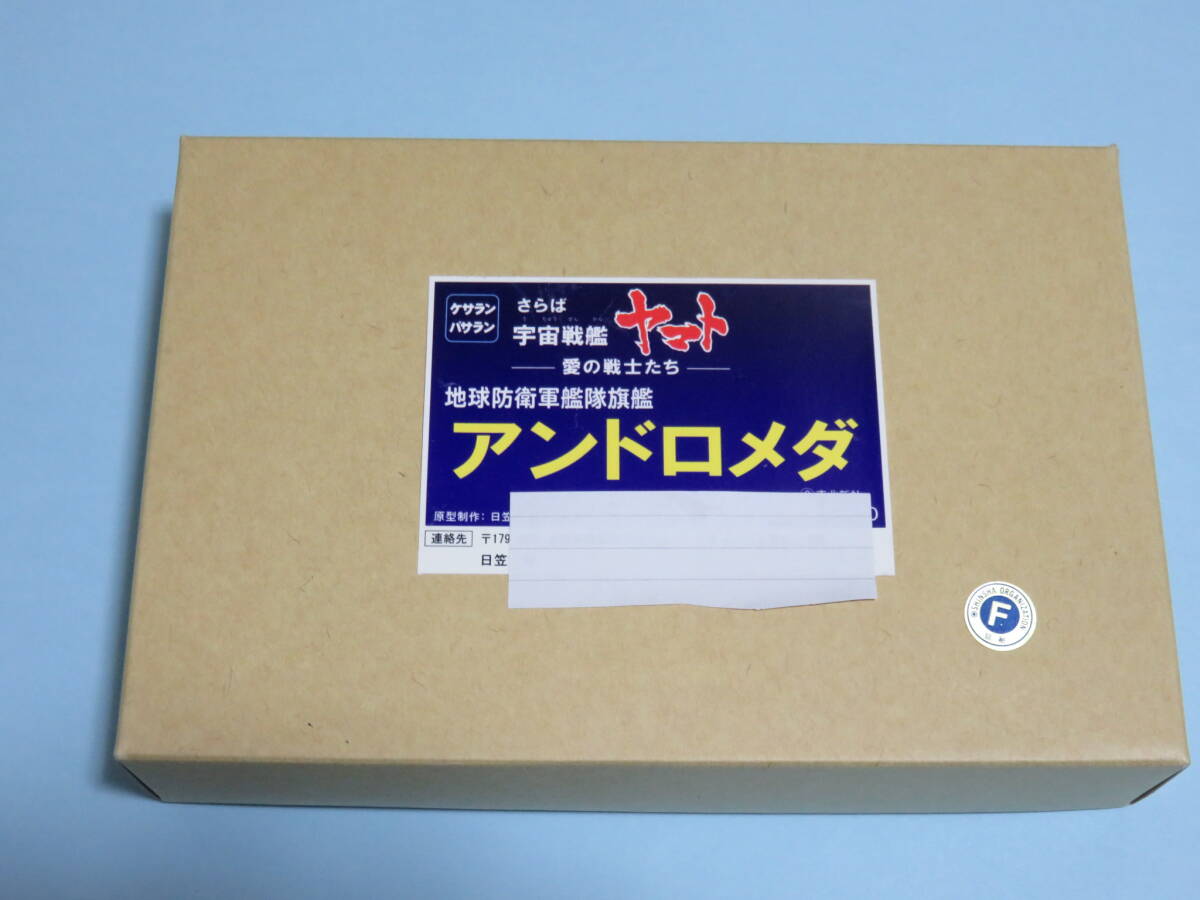 ケサラン
パサラン
さらば
宇宙戦艦 ヤマト
愛の戦士たち
地球防衛軍艦隊旗艦
アンドロメダ
原型制作：日笠
連絡先 〒179
日笠
SHINSHA ORGANIZATION
F